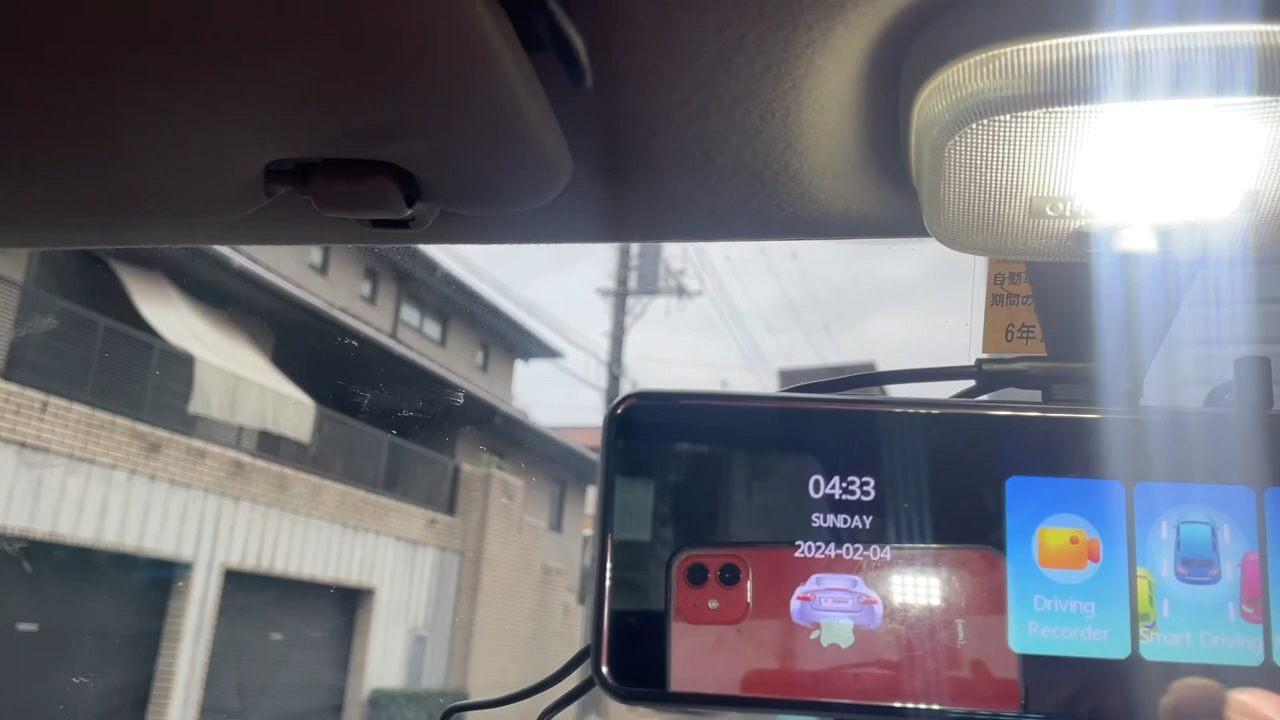 自動車
期間の
6年
04:33
SUNDAY
2024-02-04
Driving
Recorder
Smart Driving